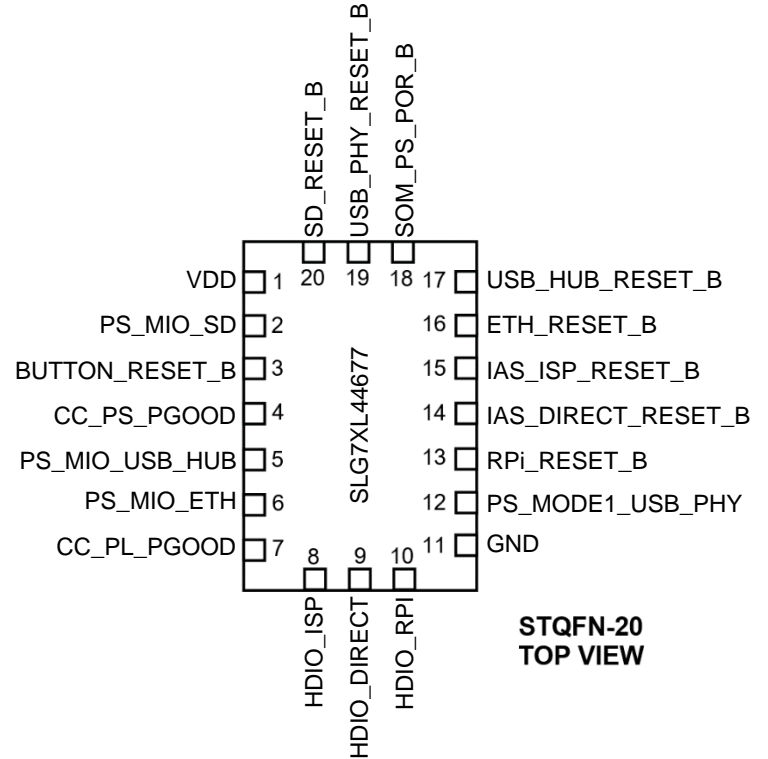 SD_RESET_B
USB_PHY_RESET_B
SOM_PS_POR_B
20
19
18
VDD
1
PS_MIO_SD
2
BUTTON_RESET_B
3
CC_PS_PGOOD
4
PS_MIO_USB_HUB
5
PS_MIO_ETH
6
CC_PL_PGOOD
7
SLG7XL44677
17
USB_HUB_RESET_B
16
ETH_RESET_B
15
IAS_ISP_RESET_B
14
IAS_DIRECT_RESET_B
13
RPi_RESET_B
12
PS_MODE1_USB_PHY
11
GND
8
9
10
HDIO_ISP
HDIO_DIRECT
HDIO_RPI
STQFN-20
TOP VIEW